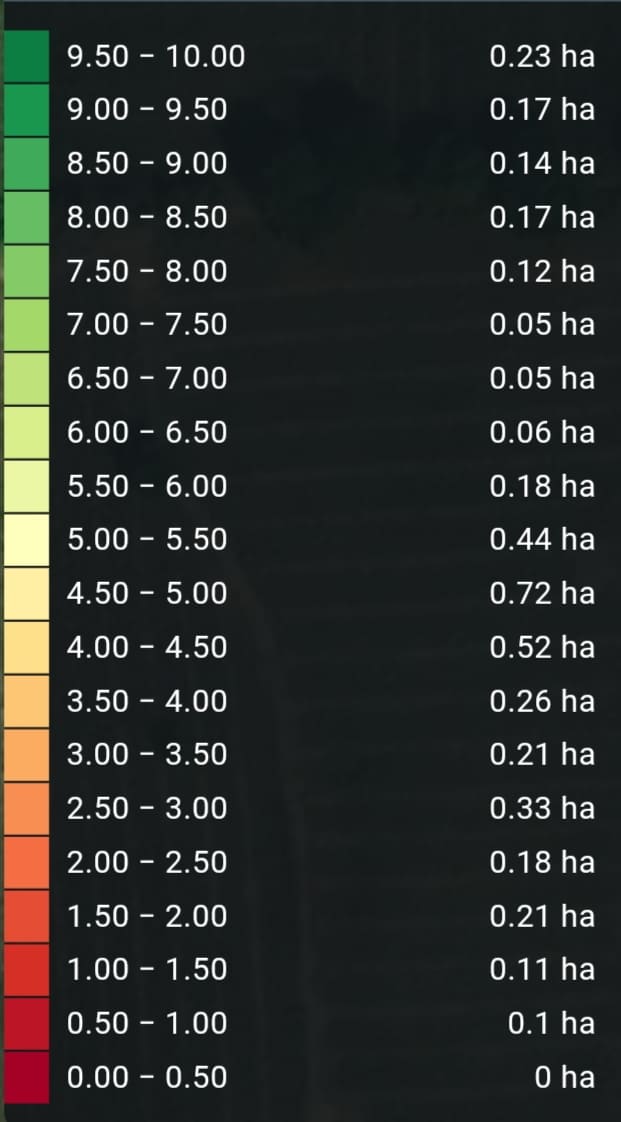 9.50 – 10.00 0.23 ha
9.00 – 9.50 0.17 ha
8.50 – 9.00 0.14 ha
8.00 – 8.50 0.17 ha
7.50 – 8.00 0.12 ha
7.00 – 7.50 0.05 ha
6.50 – 7.00 0.05 ha
6.00 – 6.50 0.06 ha
5.50 – 6.00 0.18 ha
5.00 – 5.50 0.44 ha
4.50 – 5.00 0.72 ha
4.00 – 4.50 0.52 ha
3.50 – 4.00 0.26 ha
3.00 – 3.50 0.21 ha
2.50 – 3.00 0.33 ha
2.00 – 2.50 0.18 ha
1.50 – 2.00 0.21 ha
1.00 – 1.50 0.11 ha
0.50 – 1.00 0.1 ha
0.00 – 0.50 0 ha